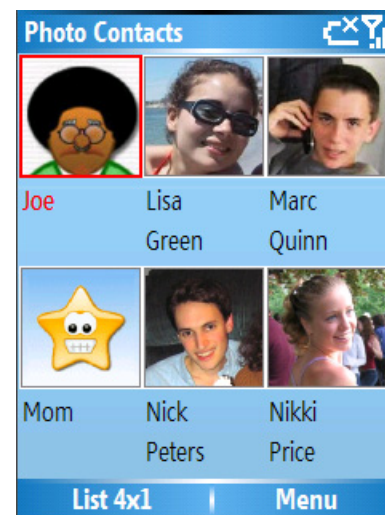 Photo Contacts
Joe Lisa Green Marc Quinn
Mom Nick Peters Nikki Price
List 4x1 Menu